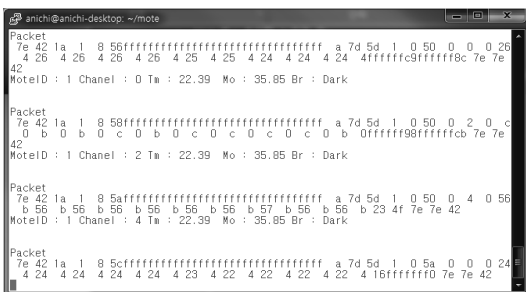 anichi@anichi-desktop: ~/mote
Packet
7e 42 1a 1 8 56ffffffffffffffffffffffffffffffff a 7d 5d 1 0 50 0 0 0 26
4 26 4 26 4 26 4 25 4 24 4 25 4 24 4 24 4ffffffc9ffffff8c 7e 7e
42
MoteID : 1 Chanel : 0 Tm : 22.39 Mo : 35.85 Br : Dark
Packet
7e 42 1a 1 8 58ffffffffffffffffffffffffffffffff a 7d 5d 1 0 50 0 2 0 c
0 b 0 b 0 c 0 b 0 c 0 c 0 c 0 c 0 b 0ffffff98ffffffcb 7e 7e
42
MoteID : 1 Chanel : 2 Tm : 22.39 Mo : 35.85 Br : Dark
Packet
7e 42 1a 1 8 5affffffffffffffffffffffffffffffff a 7d 5d 1 0 50 0 4 0 56
b 56 b 56 b 56 b 56 b 56 b 57 b 56 b 56 b 23 4f 7e 7e 42
MoteID : 1 Chanel : 4 Tm : 22.39 Mo : 35.85 Br : Dark
Packet
7e 42 1a 1 8 5cffffffffffffffffffffffffffffffff a 7d 5d 1 0 5a 0 0 0 24
4 24 4 24 4 24 4 24 4 23 4 22 4 22 4 22 4 22 4 16fffffff0 7e 7e 42